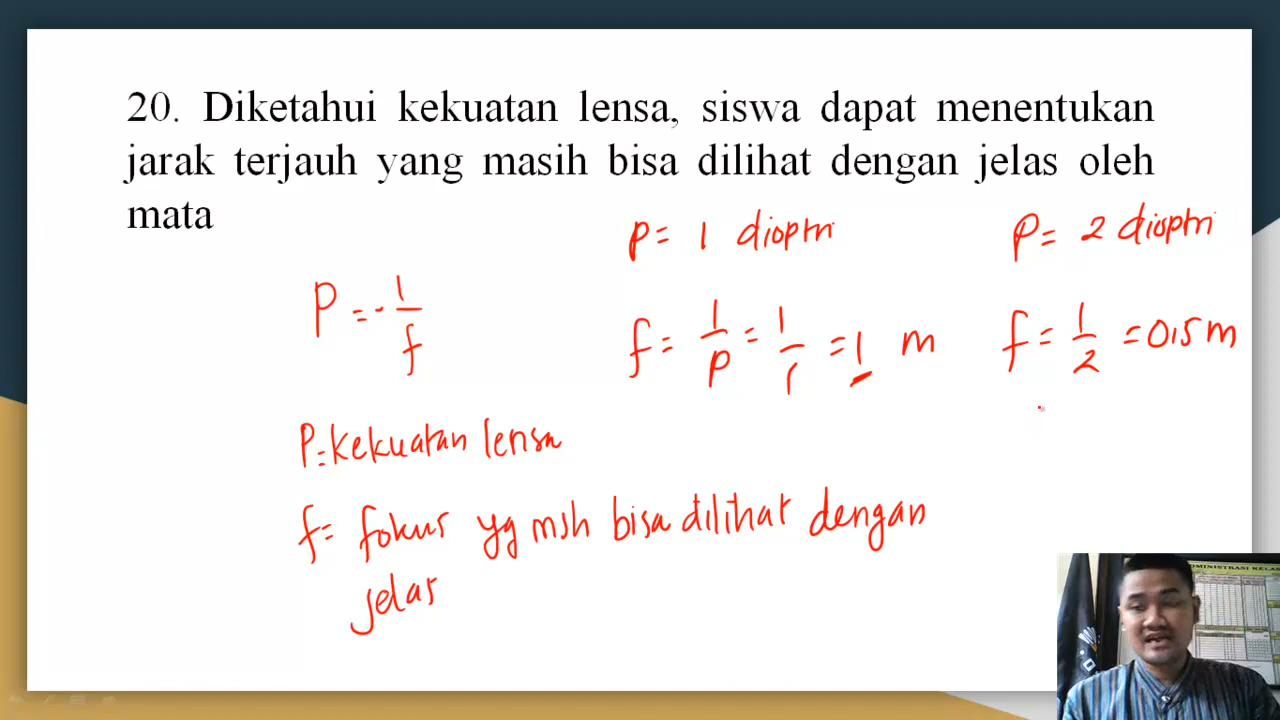 20. Diketahui kekuatan lensa, siswa dapat menentukan
jarak terjauh yang masih bisa dilihat dengan jelas oleh
mata
P = 1 dioptri
P = 2 dioptri
P = - 1/f
f = 1/P = 1/1 = 1 m
f = 1/2 = 0,5 m
P = kekuatan lensa
f = fokus yg msh bisa dilihat dengan
jelas
ADMINISTRASI KELAS